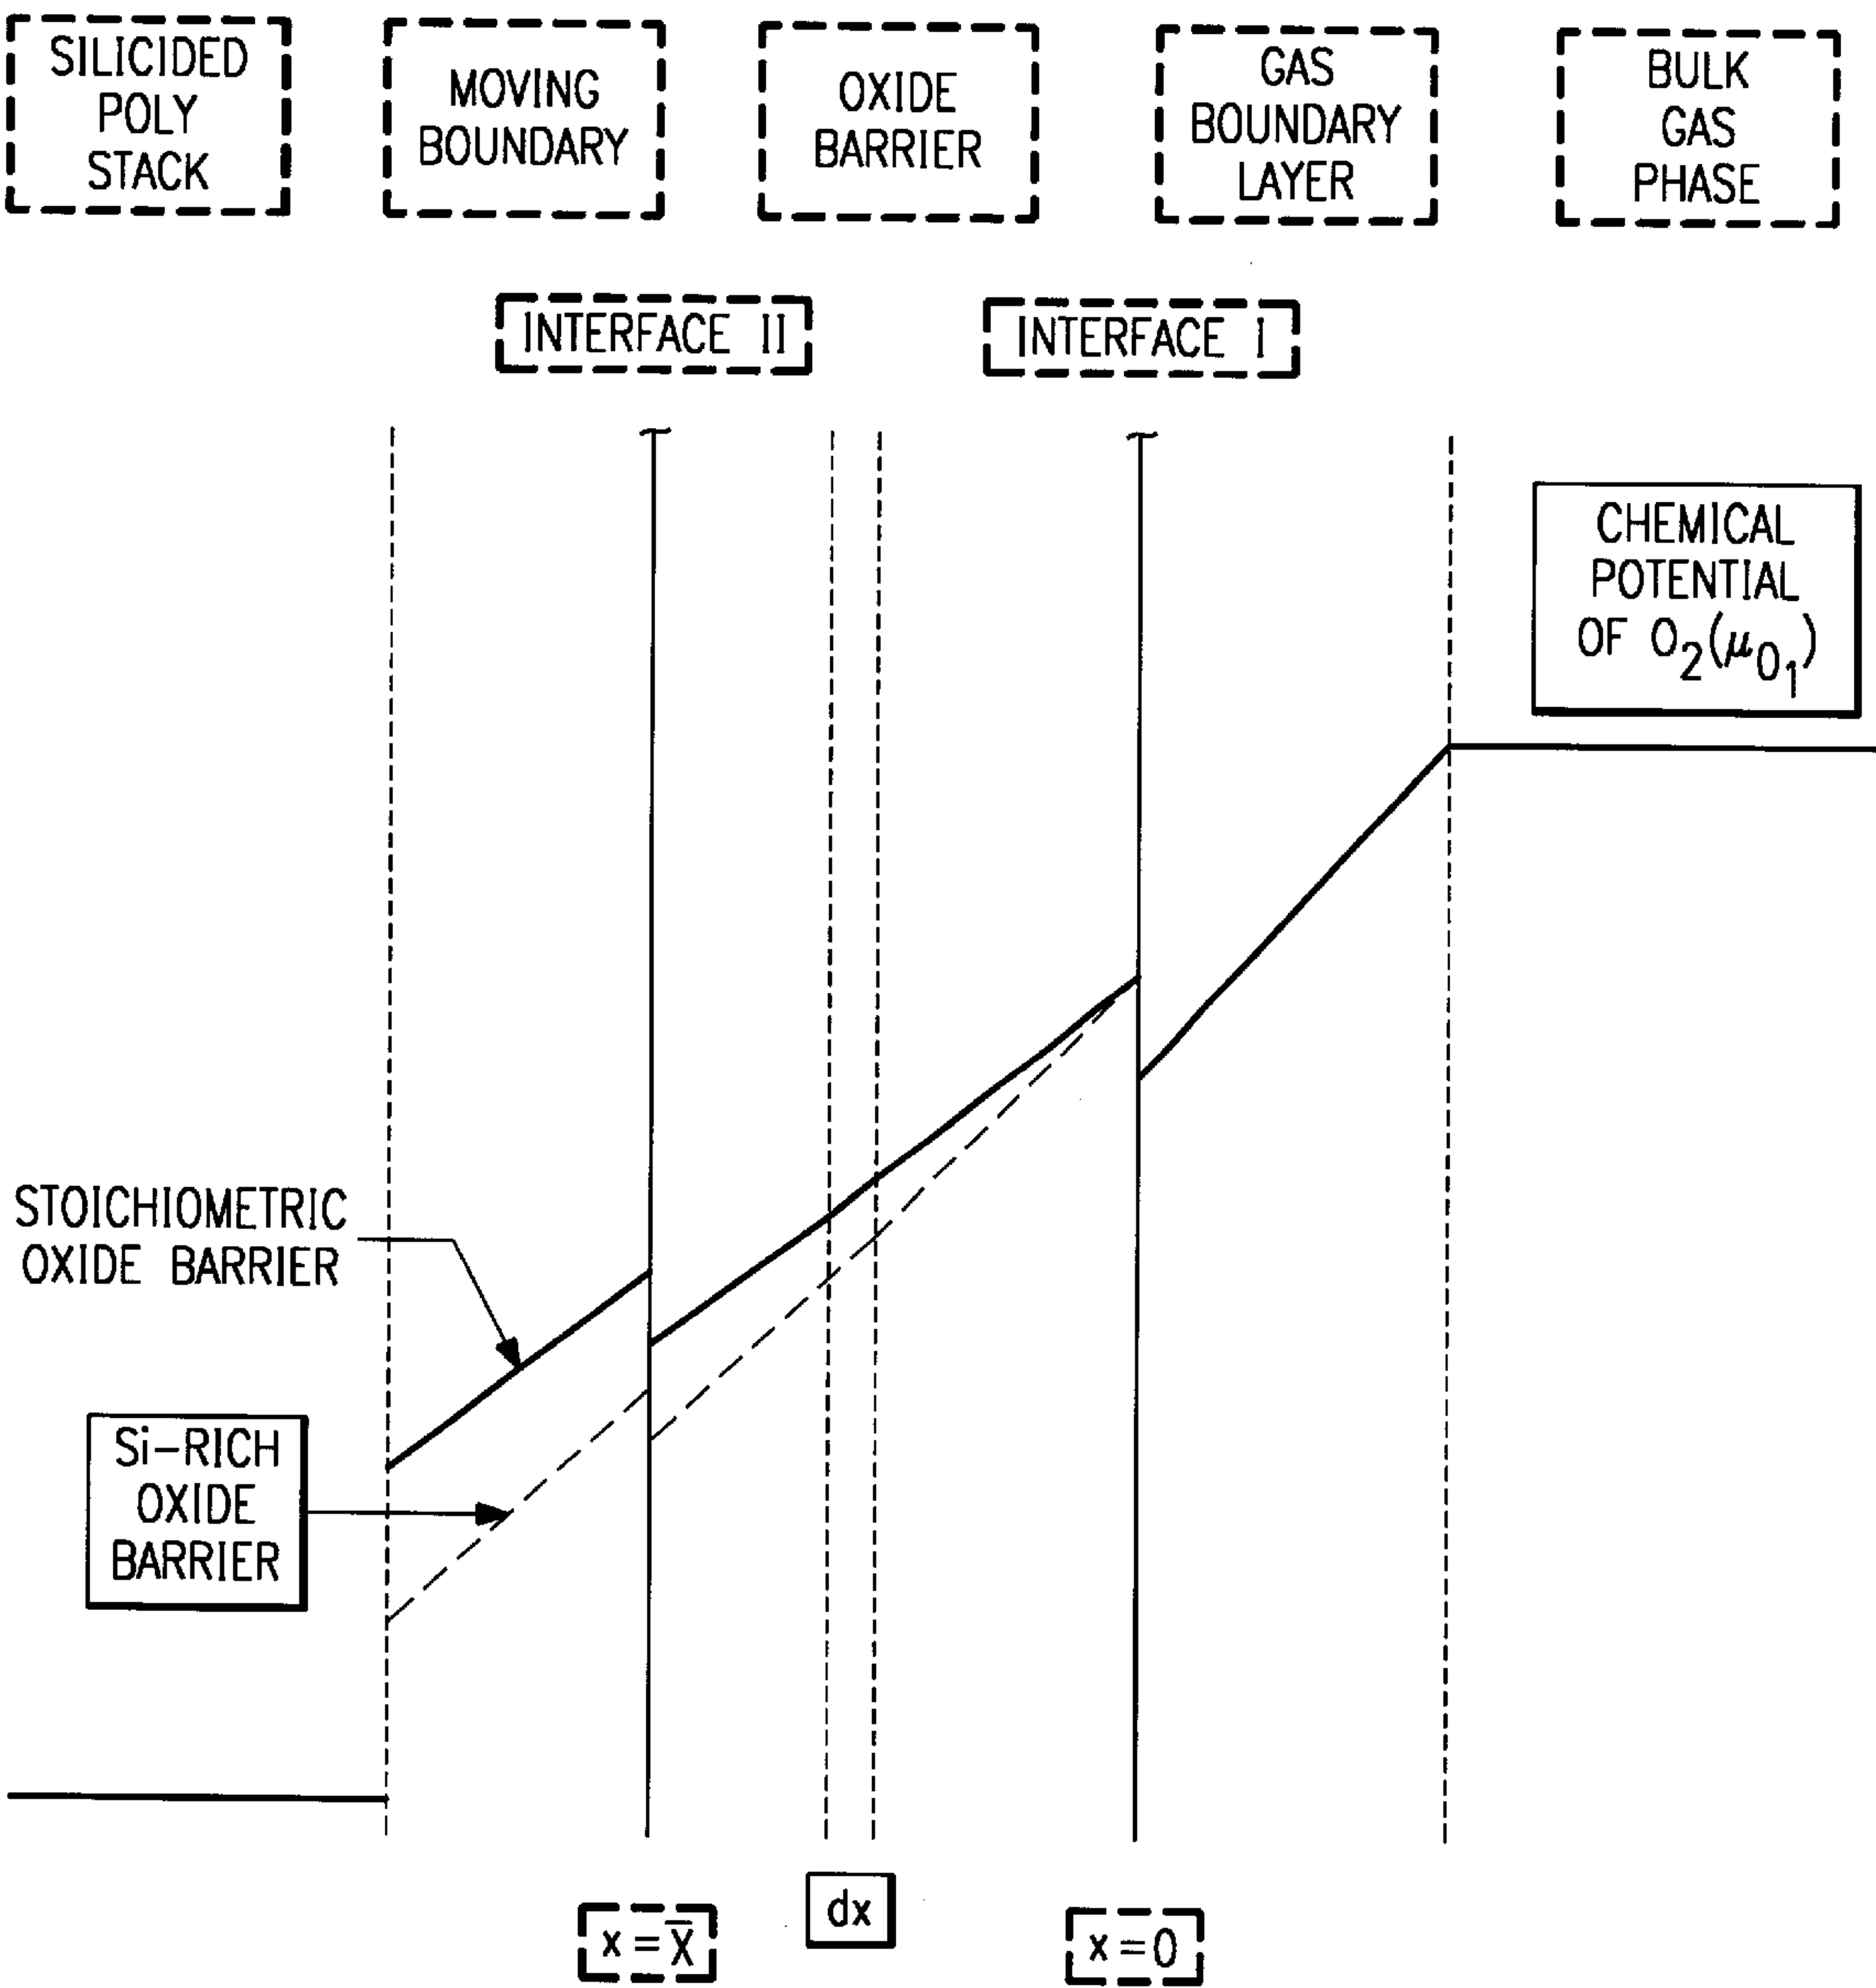 SILICIDED
POLY
STACK
MOVING
BOUNDARY
OXIDE
BARRIER
GAS
BOUNDARY
LAYER
BULK
GAS
PHASE
INTERFACE II
INTERFACE I
CHEMICAL
POTENTIAL
OF O₂(μ₀₁)
STOICHIOMETRIC
OXIDE BARRIER
Si-RICH
OXIDE
BARRIER
dx
x=X̅
x=0